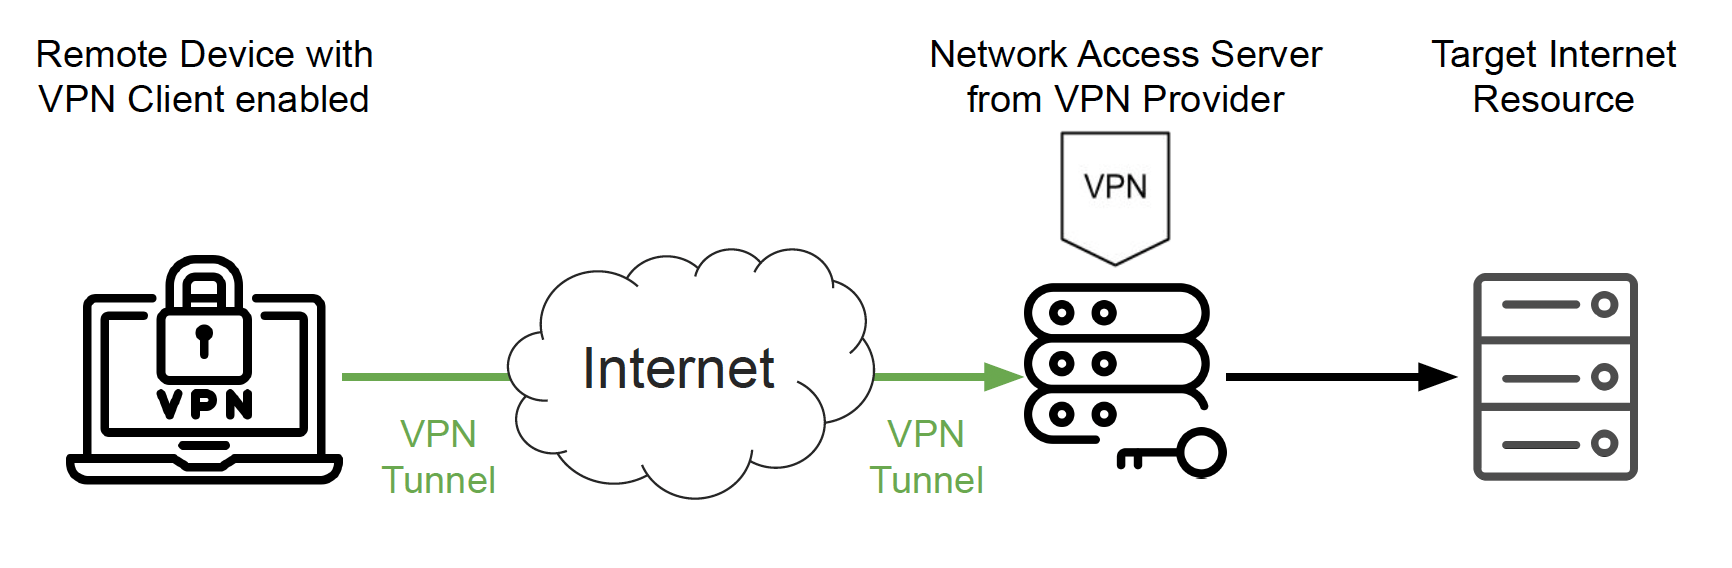 Remote Device with
VPN Client enabled
Network Access Server
from VPN Provider
Target Internet
Resource
VPN
VPN
Internet
VPN
Tunnel
VPN
Tunnel